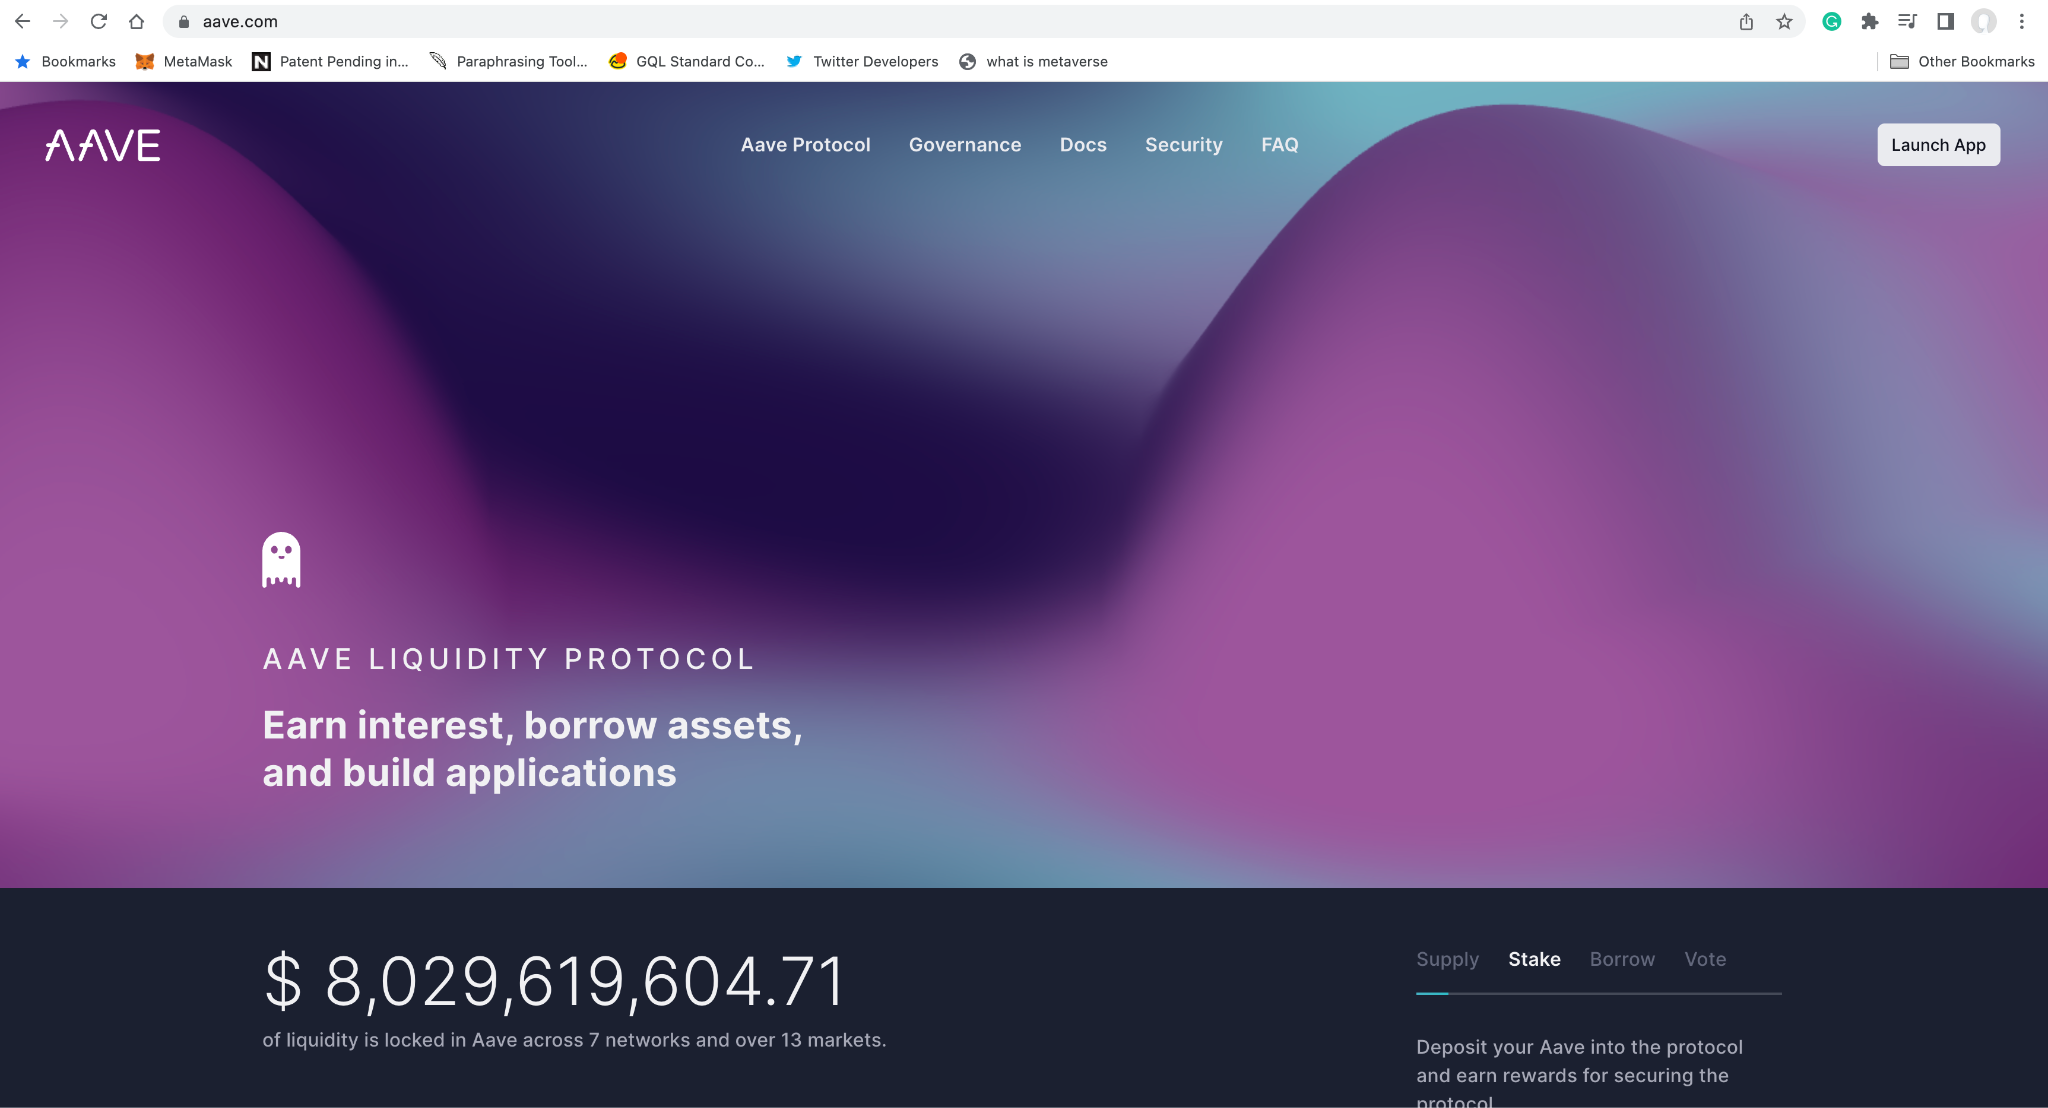 aave.com
Bookmarks MetaMask Patent Pending in... Paraphrasing Tool... GQL Standard Co... Twitter Developers what is metaverse Other Bookmarks
AAVE Aave Protocol Governance Docs Security FAQ Launch App
AAVE LIQUIDITY PROTOCOL
Earn interest, borrow assets,
and build applications
$ 8,029,619,604.71
of liquidity is locked in Aave across 7 networks and over 13 markets.
Supply Stake Borrow Vote
Deposit your Aave into the protocol
and earn rewards for securing the
protocol